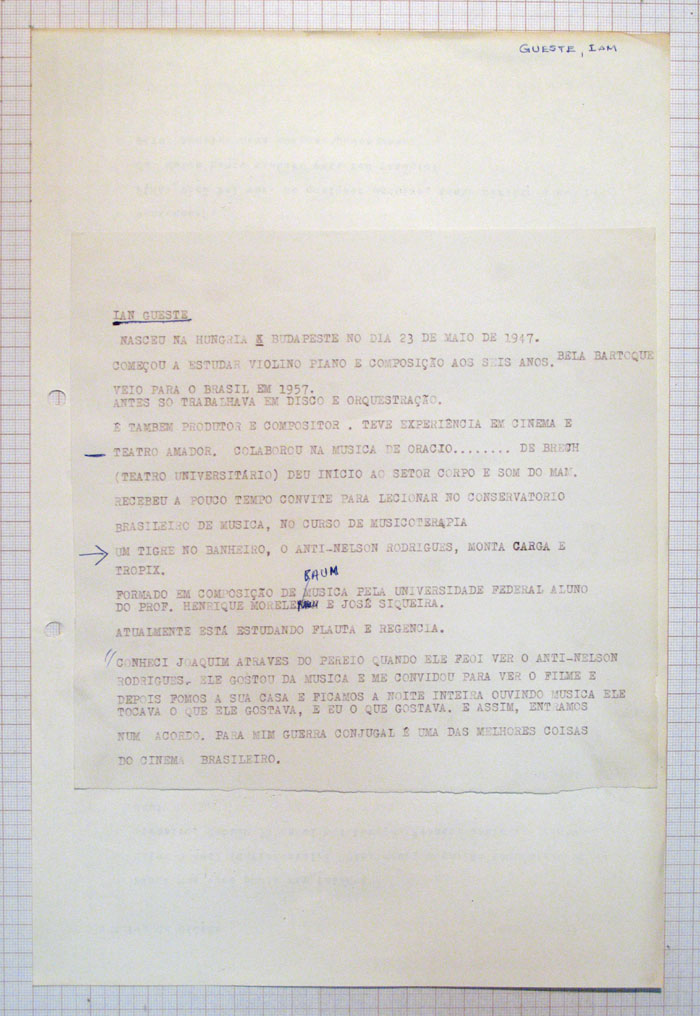 GUESTE, IAM
IAN GUESTE
NASCEU NA HUNGRIA X BUDAPESTE NO DIA 23 DE MAIO DE 1947.
COMEÇOU A ESTUDAR VIOLINO PIANO E COMPOSIÇÃO AOS SEIS ANOS. BELA BARTOQUE
VEIO PARA O BRASIL EM 1957.
ANTES SO TRABALHAVA EM DISCO E ORQUESTRAÇÃO.
É TAMBEM PRODUTOR E COMPOSITOR . TEVE EXPERIÊNCIA EM CINEMA E
TEATRO AMADOR. COLABOROU NA MUSICA DE ORACIO........ DE BRECH
(TEATRO UNIVERSITÁRIO) DEU INÍCIO AO SETOR CORPO E SOM DO MAM.
RECEBEU A POUCO TEMPO CONVITE PARA LECIONAR NO CONSERVATORIO
BRASILEIRO DE MUSICA, NO CURSO DE MUSICOTERAPIA
UM TIGRE NO BANHEIRO, O ANTI-NELSON RODRIGUES, MONTA CARGA E
TROPIX.
BAUM
FORMADO EM COMPOSIÇÃO DE MUSICA PELA UNIVERSIDADE FEDERAL ALUNO
DO PROF. HENRIQUE MORELE E JOSÉ SIQUEIRA.
ATUALMENTE ESTÁ ESTUDANDO FLAUTA E REGENCIA.
"CONHECI JOAQUIM ATRAVES DO PEREIO QUANDO ELE FEOI VER O ANTI-NELSON
RODRIGUES. ELE GOSTOU DA MUSICA E ME CONVIDOU PARA VER O FILME E
DEPOIS FOMOS A SUA CASA E FICAMOS A NOITE INTEIRA OUVINDO MUSICA ELE
TOCAVA O QUE ELE GOSTAVA, E EU O QUE GOSTAVA. E ASSIM, ENTRAMOS
NUM ACORDO. PARA MIM GUERRA CONJUGAL É UMA DAS MELHORES COISAS
DO CINEMA BRASILEIRO.